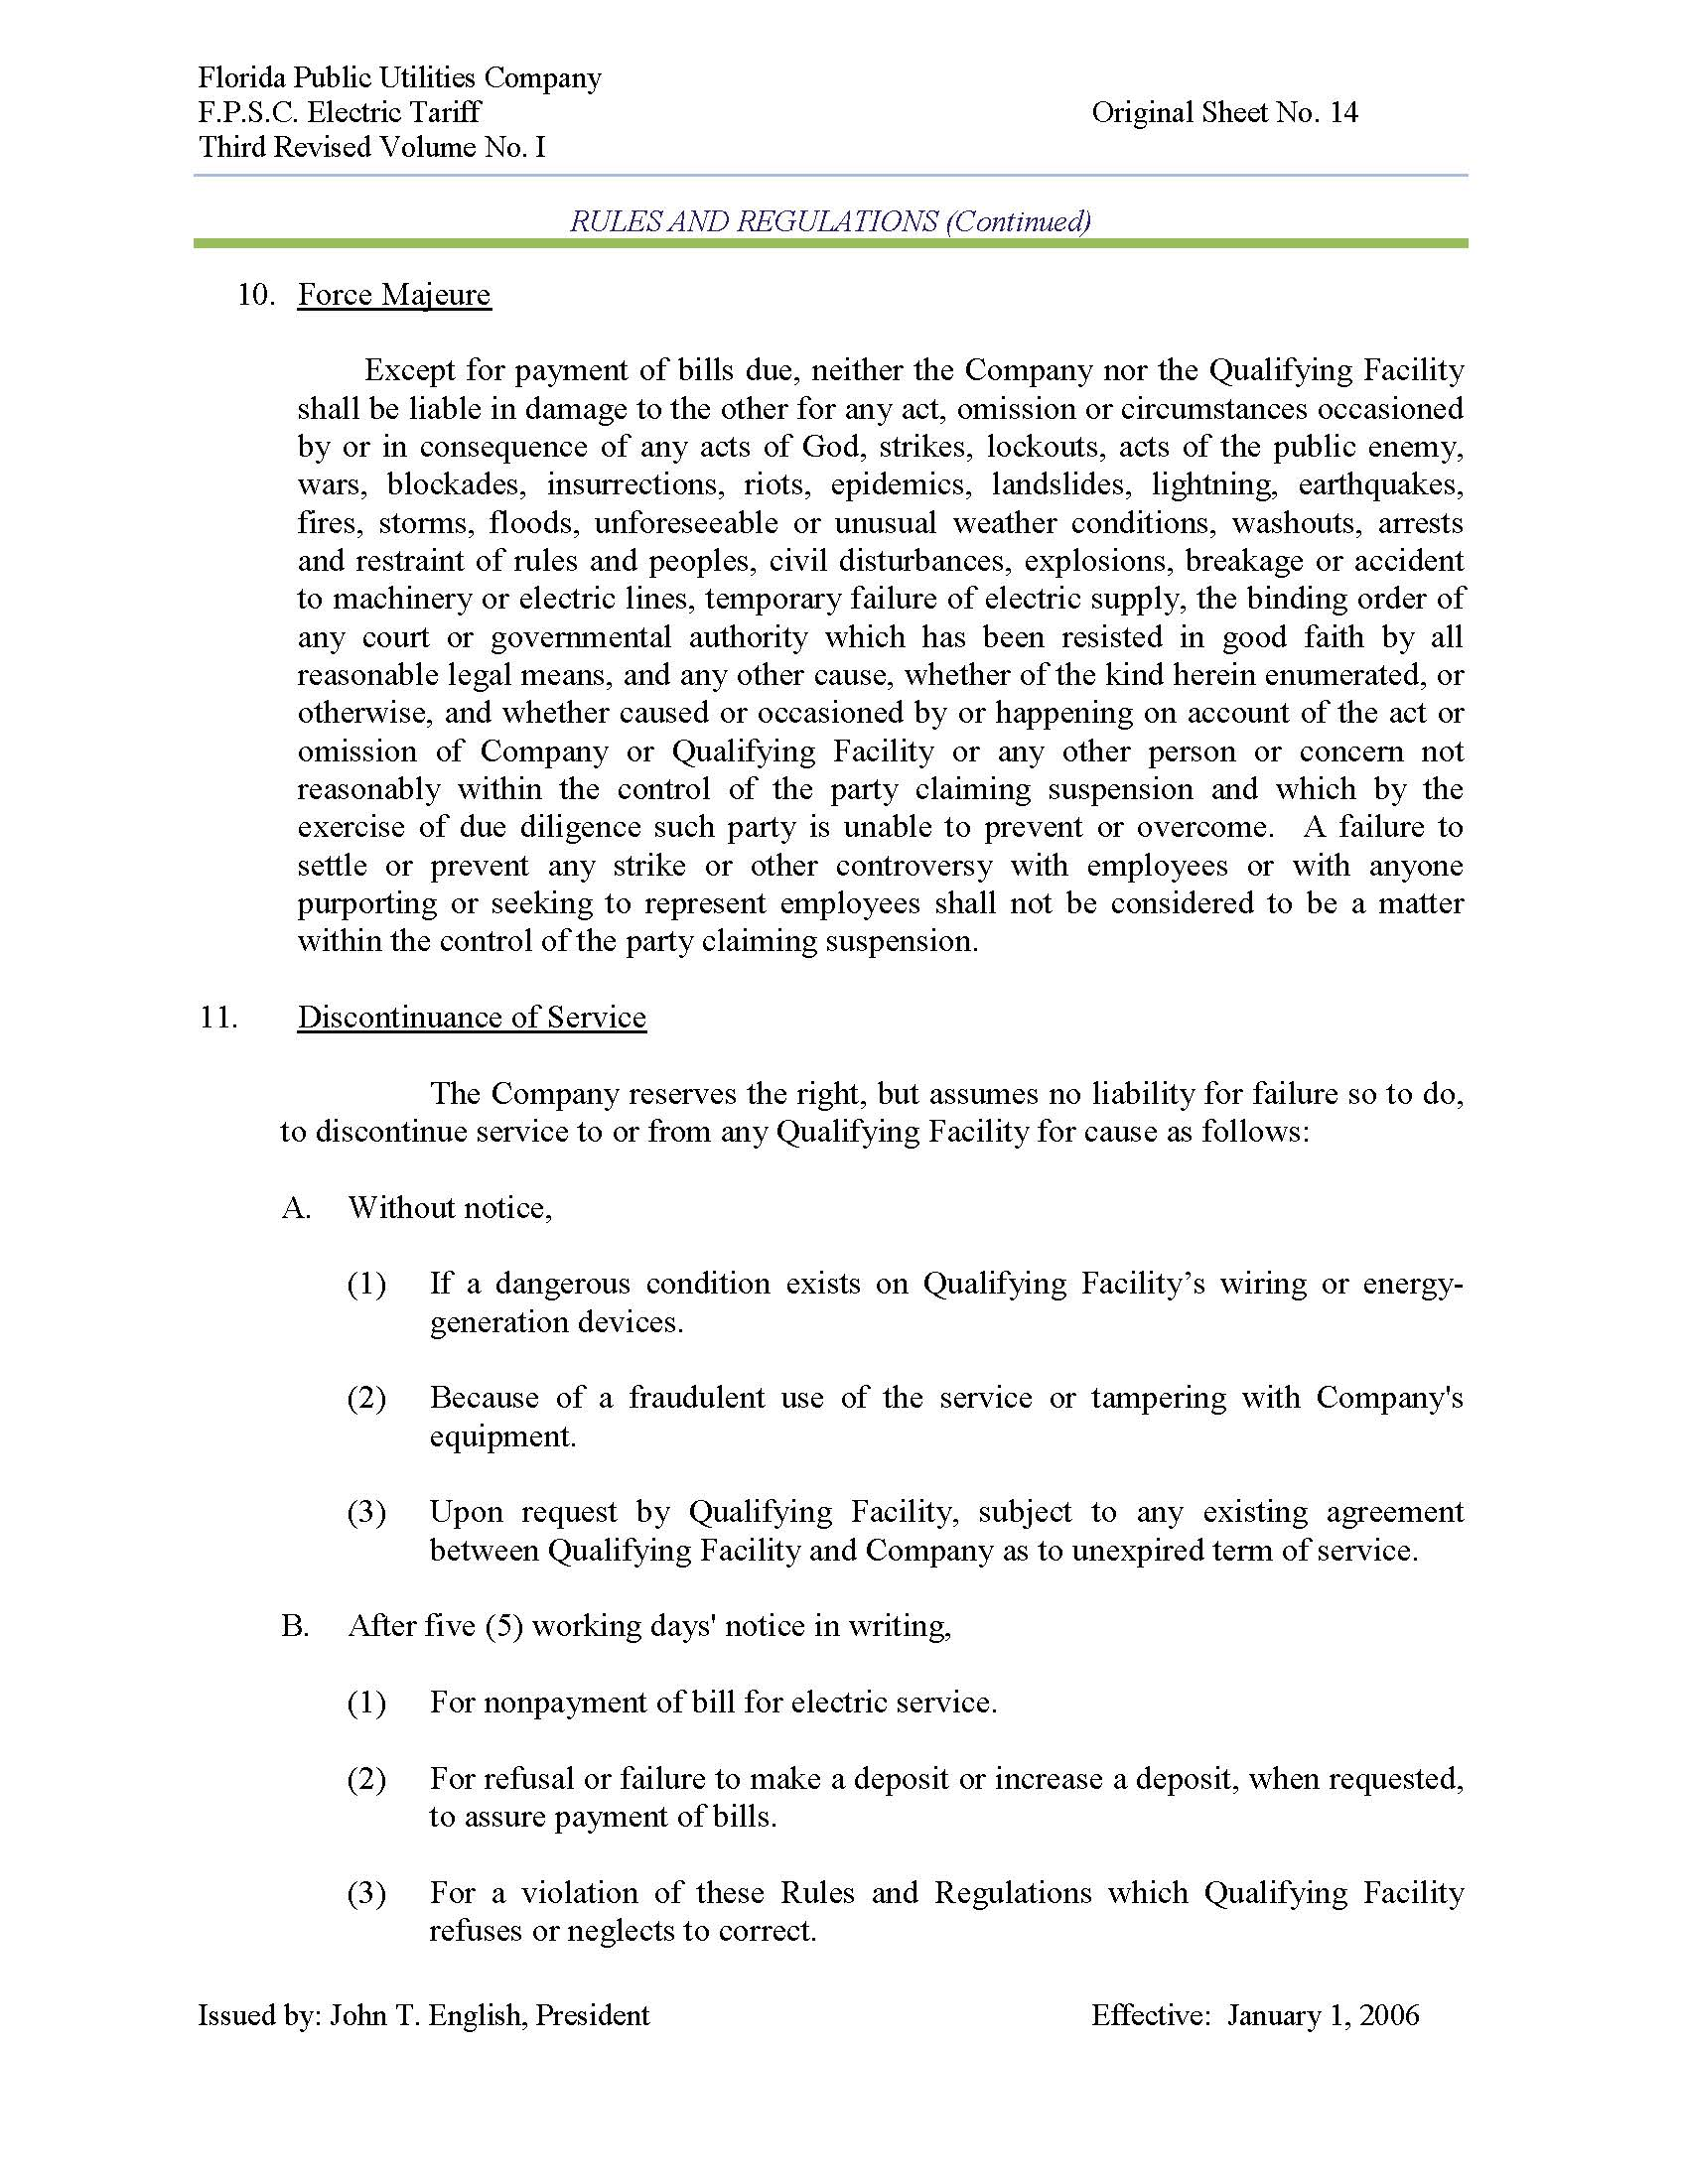 Florida Public Utilities Company
F.P.S.C. Electric Tariff Original Sheet No. 14
Third Revised Volume No. I
RULES AND REGULATIONS (Continued)
10. Force Majeure
Except for payment of bills due, neither the Company nor the Qualifying Facility
shall be liable in damage to the other for any act, omission or circumstances occasioned
by or in consequence of any acts of God, strikes, lockouts, acts of the public enemy,
wars, blockades, insurrections, riots, epidemics, landslides, lightning, earthquakes,
fires, storms, floods, unforeseeable or unusual weather conditions, washouts, arrests
and restraint of rules and peoples, civil disturbances, explosions, breakage or accident
to machinery or electric lines, temporary failure of electric supply, the binding order of
any court or governmental authority which has been resisted in good faith by all
reasonable legal means, and any other cause, whether of the kind herein enumerated, or
otherwise, and whether caused or occasioned by or happening on account of the act or
omission of Company or Qualifying Facility or any other person or concern not
reasonably within the control of the party claiming suspension and which by the
exercise of due diligence such party is unable to prevent or overcome. A failure to
settle or prevent any strike or other controversy with employees or with anyone
purporting or seeking to represent employees shall not be considered to be a matter
within the control of the party claiming suspension.
11. Discontinuance of Service
The Company reserves the right, but assumes no liability for failure so to do,
to discontinue service to or from any Qualifying Facility for cause as follows:
A. Without notice,
(1) If a dangerous condition exists on Qualifying Facility’s wiring or energy-
generation devices.
(2) Because of a fraudulent use of the service or tampering with Company's
equipment.
(3) Upon request by Qualifying Facility, subject to any existing agreement
between Qualifying Facility and Company as to unexpired term of service.
B. After five (5) working days' notice in writing,
(1) For nonpayment of bill for electric service.
(2) For refusal or failure to make a deposit or increase a deposit, when requested,
to assure payment of bills.
(3) For a violation of these Rules and Regulations which Qualifying Facility
refuses or neglects to correct.
Issued by: John T. English, President Effective: January 1, 2006